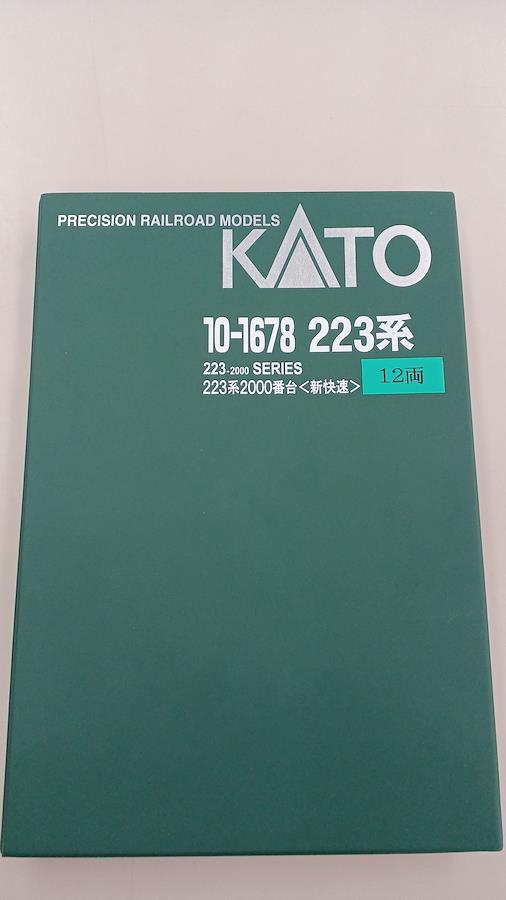 PRECISION RAILROAD MODELS
KATO
10-1678 223系
223-2000 SERIES
223系2000番台<新快速>
12両